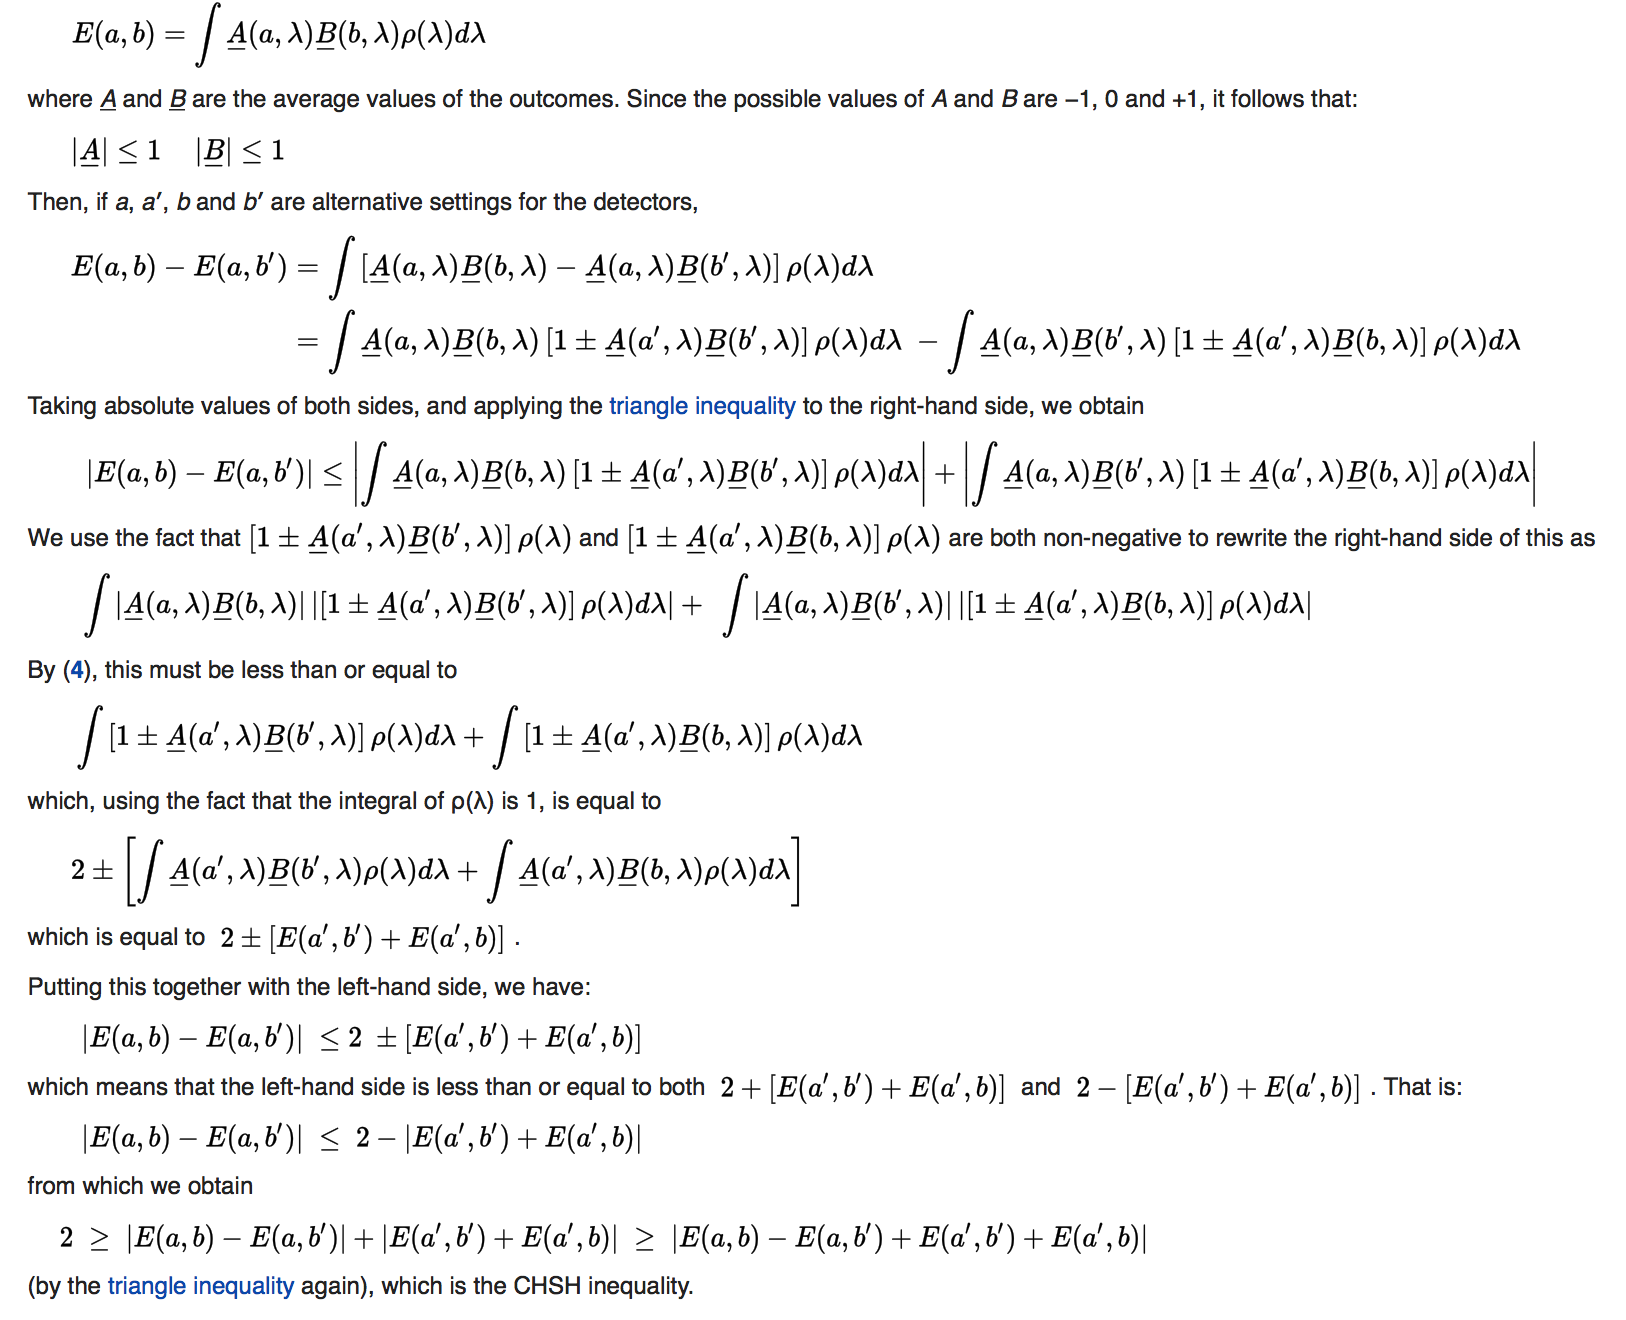 E(a, b) = ∫ A̲(a, λ)B̲(b, λ)ρ(λ)dλ
where A̲ and B̲ are the average values of the outcomes. Since the possible values of A and B are −1, 0 and +1, it follows that:
|A̲| ≤ 1 |B̲| ≤ 1
Then, if a, a′, b and b′ are alternative settings for the detectors,
E(a, b) − E(a, b′) = ∫ [A̲(a, λ)B̲(b, λ) − A̲(a, λ)B̲(b′, λ)] ρ(λ)dλ
= ∫ A̲(a, λ)B̲(b, λ) [1 ± A̲(a′, λ)B̲(b′, λ)] ρ(λ)dλ − ∫ A̲(a, λ)B̲(b′, λ) [1 ± A̲(a′, λ)B̲(b, λ)] ρ(λ)dλ
Taking absolute values of both sides, and applying the triangle inequality to the right-hand side, we obtain
|E(a, b) − E(a, b′)| ≤ |∫ A̲(a, λ)B̲(b, λ) [1 ± A̲(a′, λ)B̲(b′, λ)] ρ(λ)dλ| + |∫ A̲(a, λ)B̲(b′, λ) [1 ± A̲(a′, λ)B̲(b, λ)] ρ(λ)dλ|
We use the fact that [1 ± A̲(a′, λ)B̲(b′, λ)] ρ(λ) and [1 ± A̲(a′, λ)B̲(b, λ)] ρ(λ) are both non-negative to rewrite the right-hand side of this as
∫ |A̲(a, λ)B̲(b, λ)| |[1 ± A̲(a′, λ)B̲(b′, λ)] ρ(λ)dλ| + ∫ |A̲(a, λ)B̲(b′, λ)| |[1 ± A̲(a′, λ)B̲(b, λ)] ρ(λ)dλ|
By (4), this must be less than or equal to
∫ [1 ± A̲(a′, λ)B̲(b′, λ)] ρ(λ)dλ + ∫ [1 ± A̲(a′, λ)B̲(b, λ)] ρ(λ)dλ
which, using the fact that the integral of ρ(λ) is 1, is equal to
2 ± [∫ A̲(a′, λ)B̲(b′, λ)ρ(λ)dλ + ∫ A̲(a′, λ)B̲(b, λ)ρ(λ)dλ]
which is equal to 2 ± [E(a′, b′) + E(a′, b)] .
Putting this together with the left-hand side, we have:
|E(a, b) − E(a, b′)| ≤ 2 ± [E(a′, b′) + E(a′, b)]
which means that the left-hand side is less than or equal to both 2 + [E(a′, b′) + E(a′, b)] and 2 − [E(a′, b′) + E(a′, b)] . That is:
|E(a, b) − E(a, b′)| ≤ 2 − |E(a′, b′) + E(a′, b)|
from which we obtain
2 ≥ |E(a, b) − E(a, b′)| + |E(a′, b′) + E(a′, b)| ≥ |E(a, b) − E(a, b′) + E(a′, b′) + E(a′, b)|
(by the triangle inequality again), which is the CHSH inequality.